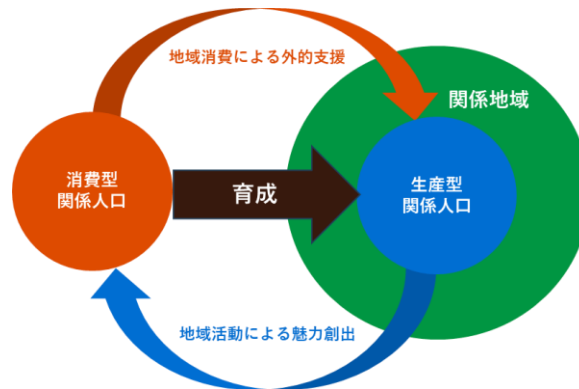 地域消費による外的支援
関係地域
消費型
関係人口
育成
生産型
関係人口
地域活動による魅力創出